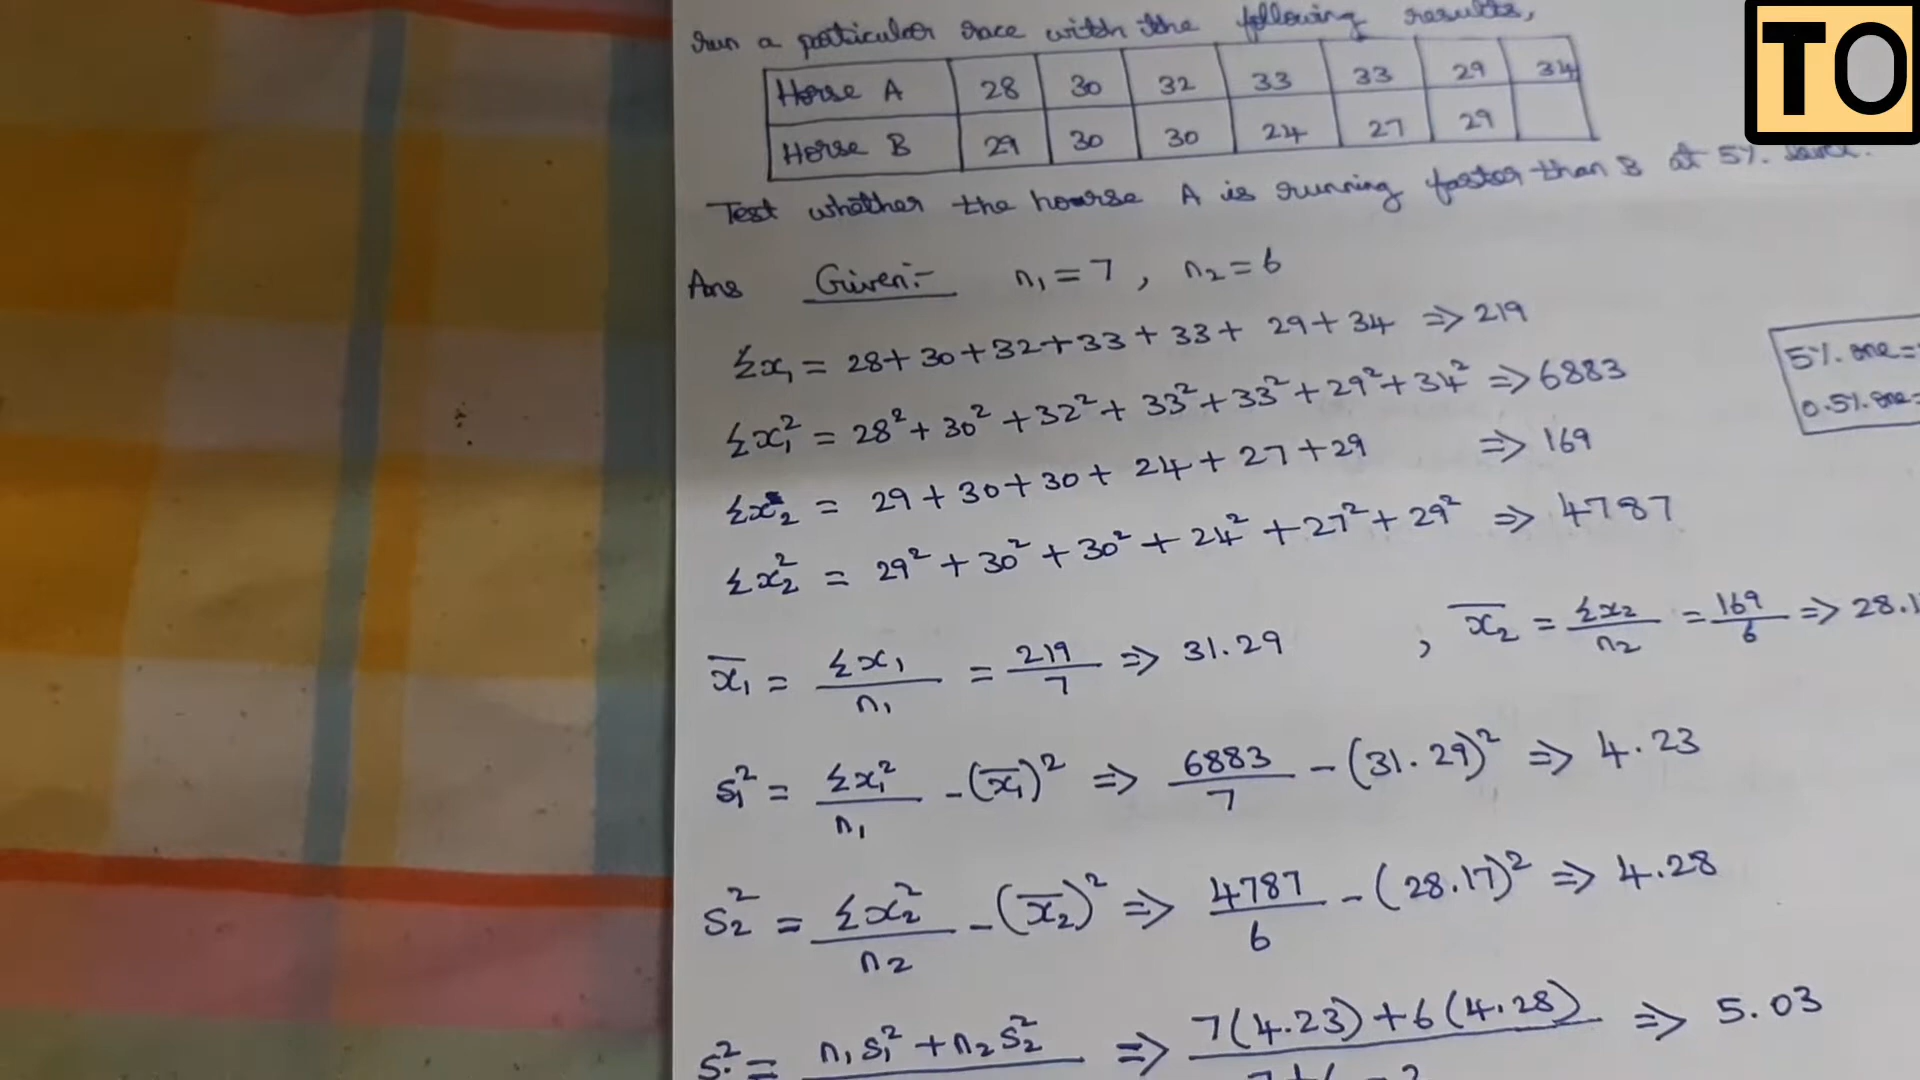 run a particular race with the following results,
Horse A 28 30 32 33 33 29 34
Horse B 29 30 30 24 27 29
Test whether the hourse A is running faster than B at 5%.
Ans Given:- n₁ = 7 , n₂ = 6
Σx₁ = 28+ 30+32+33+33+ 29+34 ⇒ 219
Σx₁² = 28²+ 30² +32²+ 33²+33²+29²+34² ⇒ 6883
Σx₂ = 29+30+30+ 24+27+29 ⇒ 169
Σx₂² = 29²+30²+30²+24²+27²+29² ⇒ 4787
5%. one =
0.5%. one =
x̄₁ = Σx₁/n₁ = 219/7 ⇒ 31.29 , x̄₂ = Σx₂/n₂ = 169/6 ⇒ 28.1
S₁² = Σx₁²/n₁ - (x̄₁)² ⇒ 6883/7 - (31.29)² ⇒ 4.23
S₂² = Σx₂²/n₂ - (x̄₂)² ⇒ 4787/6 - (28.17)² ⇒ 4.28
S² = n₁S₁²+n₂S₂² ⇒ 7(4.23)+6(4.28) ⇒ 5.03
TO